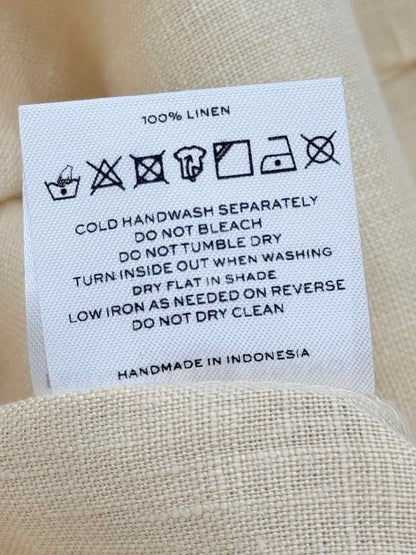 100% LINEN
COLD HANDWASH SEPARATELY
DO NOT BLEACH
DO NOT TUMBLE DRY
TURN INSIDE OUT WHEN WASHING
DRY FLAT IN SHADE
LOW IRON AS NEEDED ON REVERSE
DO NOT DRY CLEAN
HANDMADE IN INDONESIA